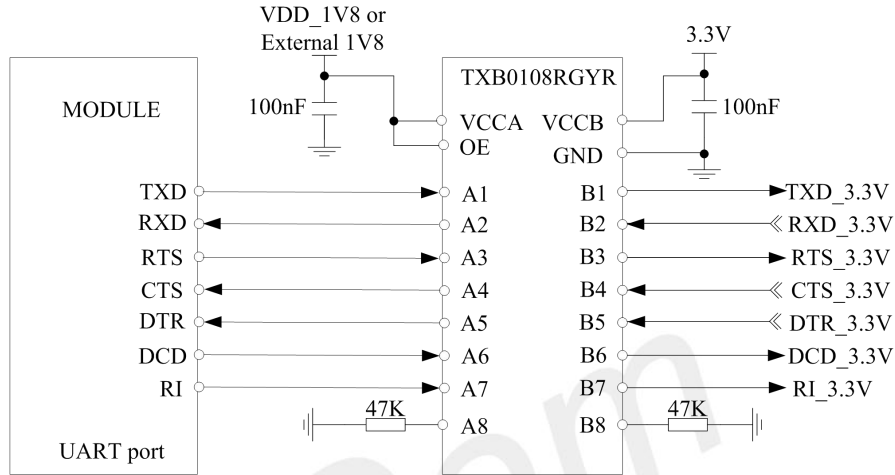 VDD_1V8 or
External 1V8
3.3V
TXB0108RGYR
MODULE
100nF
100nF
VCCA VCCB
OE
GND
TXD A1 B1 TXD_3.3V
RXD A2 B2 RXD_3.3V
RTS A3 B3 RTS_3.3V
CTS A4 B4 CTS_3.3V
DTR A5 B5 DTR_3.3V
DCD A6 B6 DCD_3.3V
RI A7 B7 RI_3.3V
47K A8 B8 47K
UART port